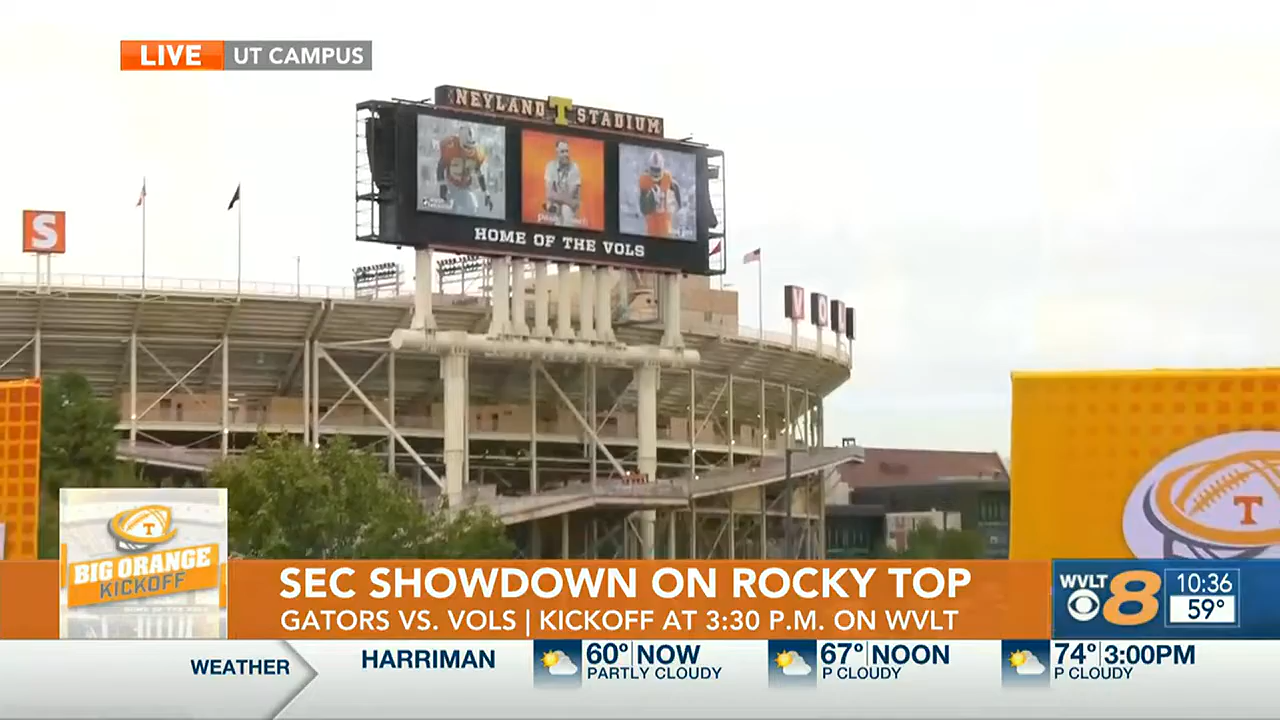 LIVE UT CAMPUS
NEYLAND T STADIUM
HOME OF THE VOLS
S
V O L
T
T
BIG ORANGE
KICKOFF
SEC SHOWDOWN ON ROCKY TOP
GATORS VS. VOLS | KICKOFF AT 3:30 P.M. ON WVLT
WVLT
8
10:36
59°
WEATHER
HARRIMAN
60° NOW
PARTLY CLOUDY
67° NOON
P CLOUDY
74° 3:00PM
P CLOUDY